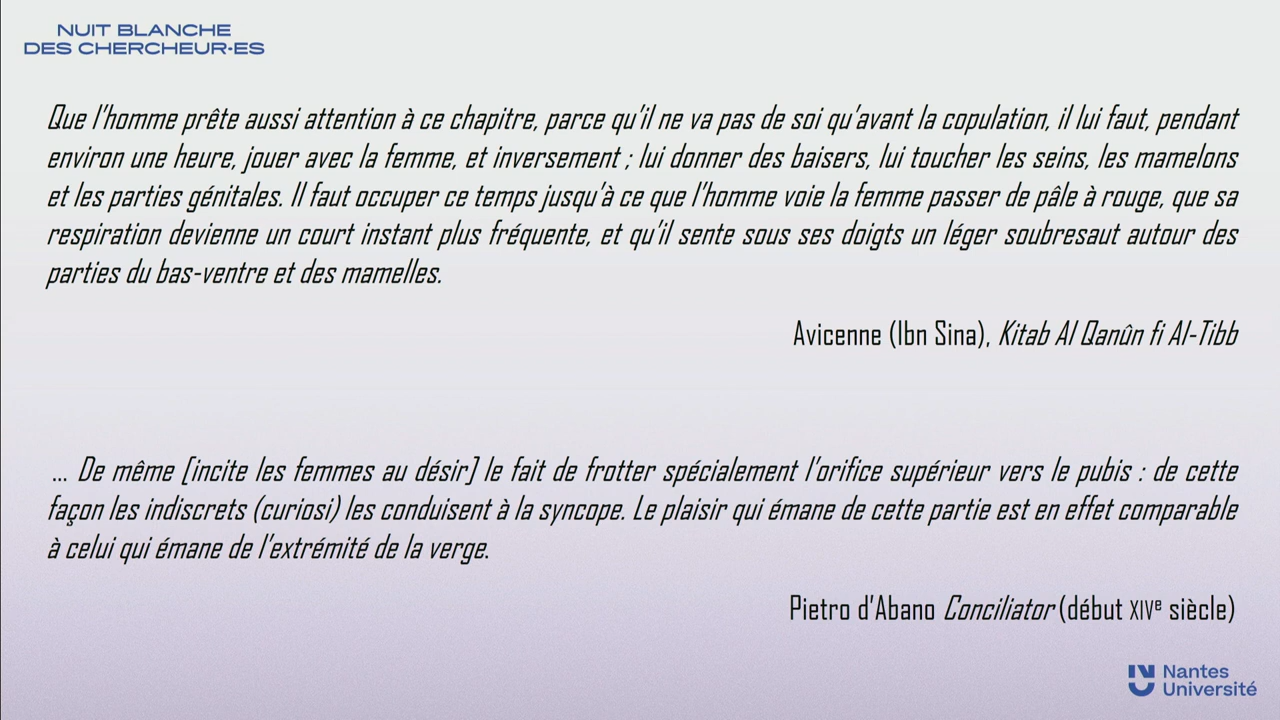 NUIT BLANCHE
DES CHERCHEUR·ES
Que l'homme prête aussi attention à ce chapitre, parce qu'il ne va pas de soi qu'avant la copulation, il lui faut, pendant
environ une heure, jouer avec la femme, et inversement ; lui donner des baisers, lui toucher les seins, les mamelons
et les parties génitales. Il faut occuper ce temps jusqu'à ce que l'homme voie la femme passer de pâle à rouge, que sa
respiration devienne un court instant plus fréquente, et qu'il sente sous ses doigts un léger soubresaut autour des
parties du bas-ventre et des mamelles.
Avicenne (Ibn Sina), Kitab Al Qanûn fi Al-Tibb
... De même [incite les femmes au désir] le fait de frotter spécialement l'orifice supérieur vers le pubis : de cette
façon les indiscrets (curiosi) les conduisent à la syncope. Le plaisir qui émane de cette partie est en effet comparable
à celui qui émane de l'extrémité de la verge.
Pietro d'Abano Conciliator (début XIVe siècle)
Nantes
Université